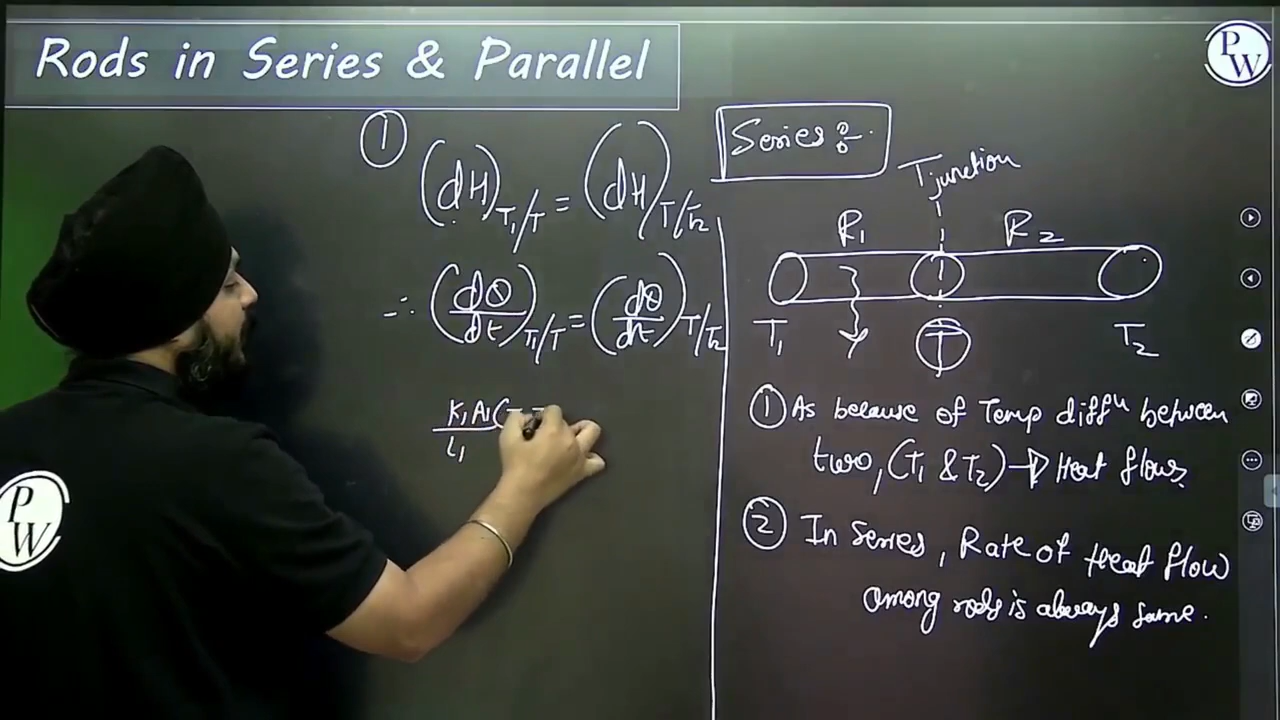 Rods in Series & Parallel
PW
①
(dH)T₁/T = (dH)T/T₂
∴ (dθ/dt)T₁/T = (dθ/dt)T/T₂
K₁A₁(T
L₁
PW
Series :-
Tjunction
R₁ R₂
T₁ T T₂
① As because of Temp diffⁿ between
two, (T₁ & T₂) → Heat flows.
② In Series, Rate of Heat flow
among rods is always same.